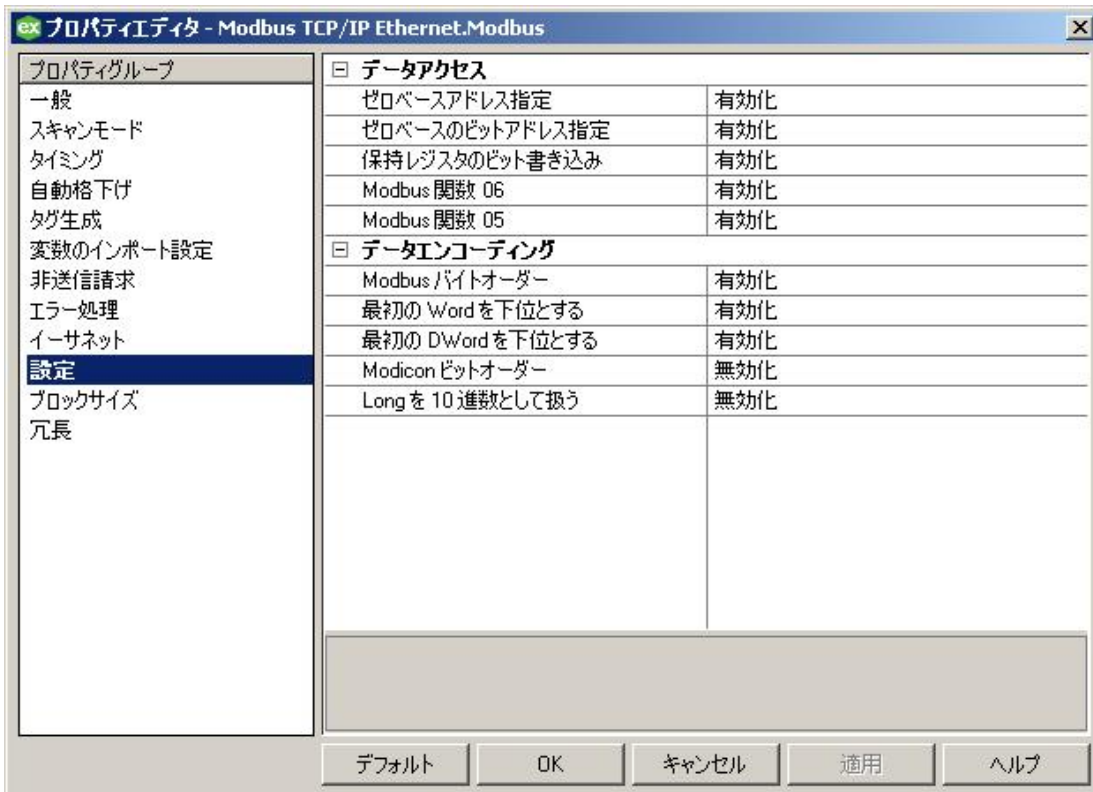 ex プロパティエディタ - Modbus TCP/IP Ethernet.Modbus
プロパティグループ
一般
スキャンモード
タイミング
自動格下げ
タグ生成
変数のインポート設定
非送信請求
エラー処理
イーサネット
設定
ブロックサイズ
冗長
データアクセス
ゼロベースアドレス指定 有効化
ゼロベースのビットアドレス指定 有効化
保持レジスタのビット書き込み 有効化
Modbus 関数 06 有効化
Modbus 関数 05 有効化
データエンコーディング
Modbus バイトオーダー 有効化
最初の Word を下位とする 有効化
最初の DWord を下位とする 有効化
Modicon ビットオーダー 無効化
Long を 10 進数として扱う 無効化
デフォルト OK キャンセル 適用 ヘルプ